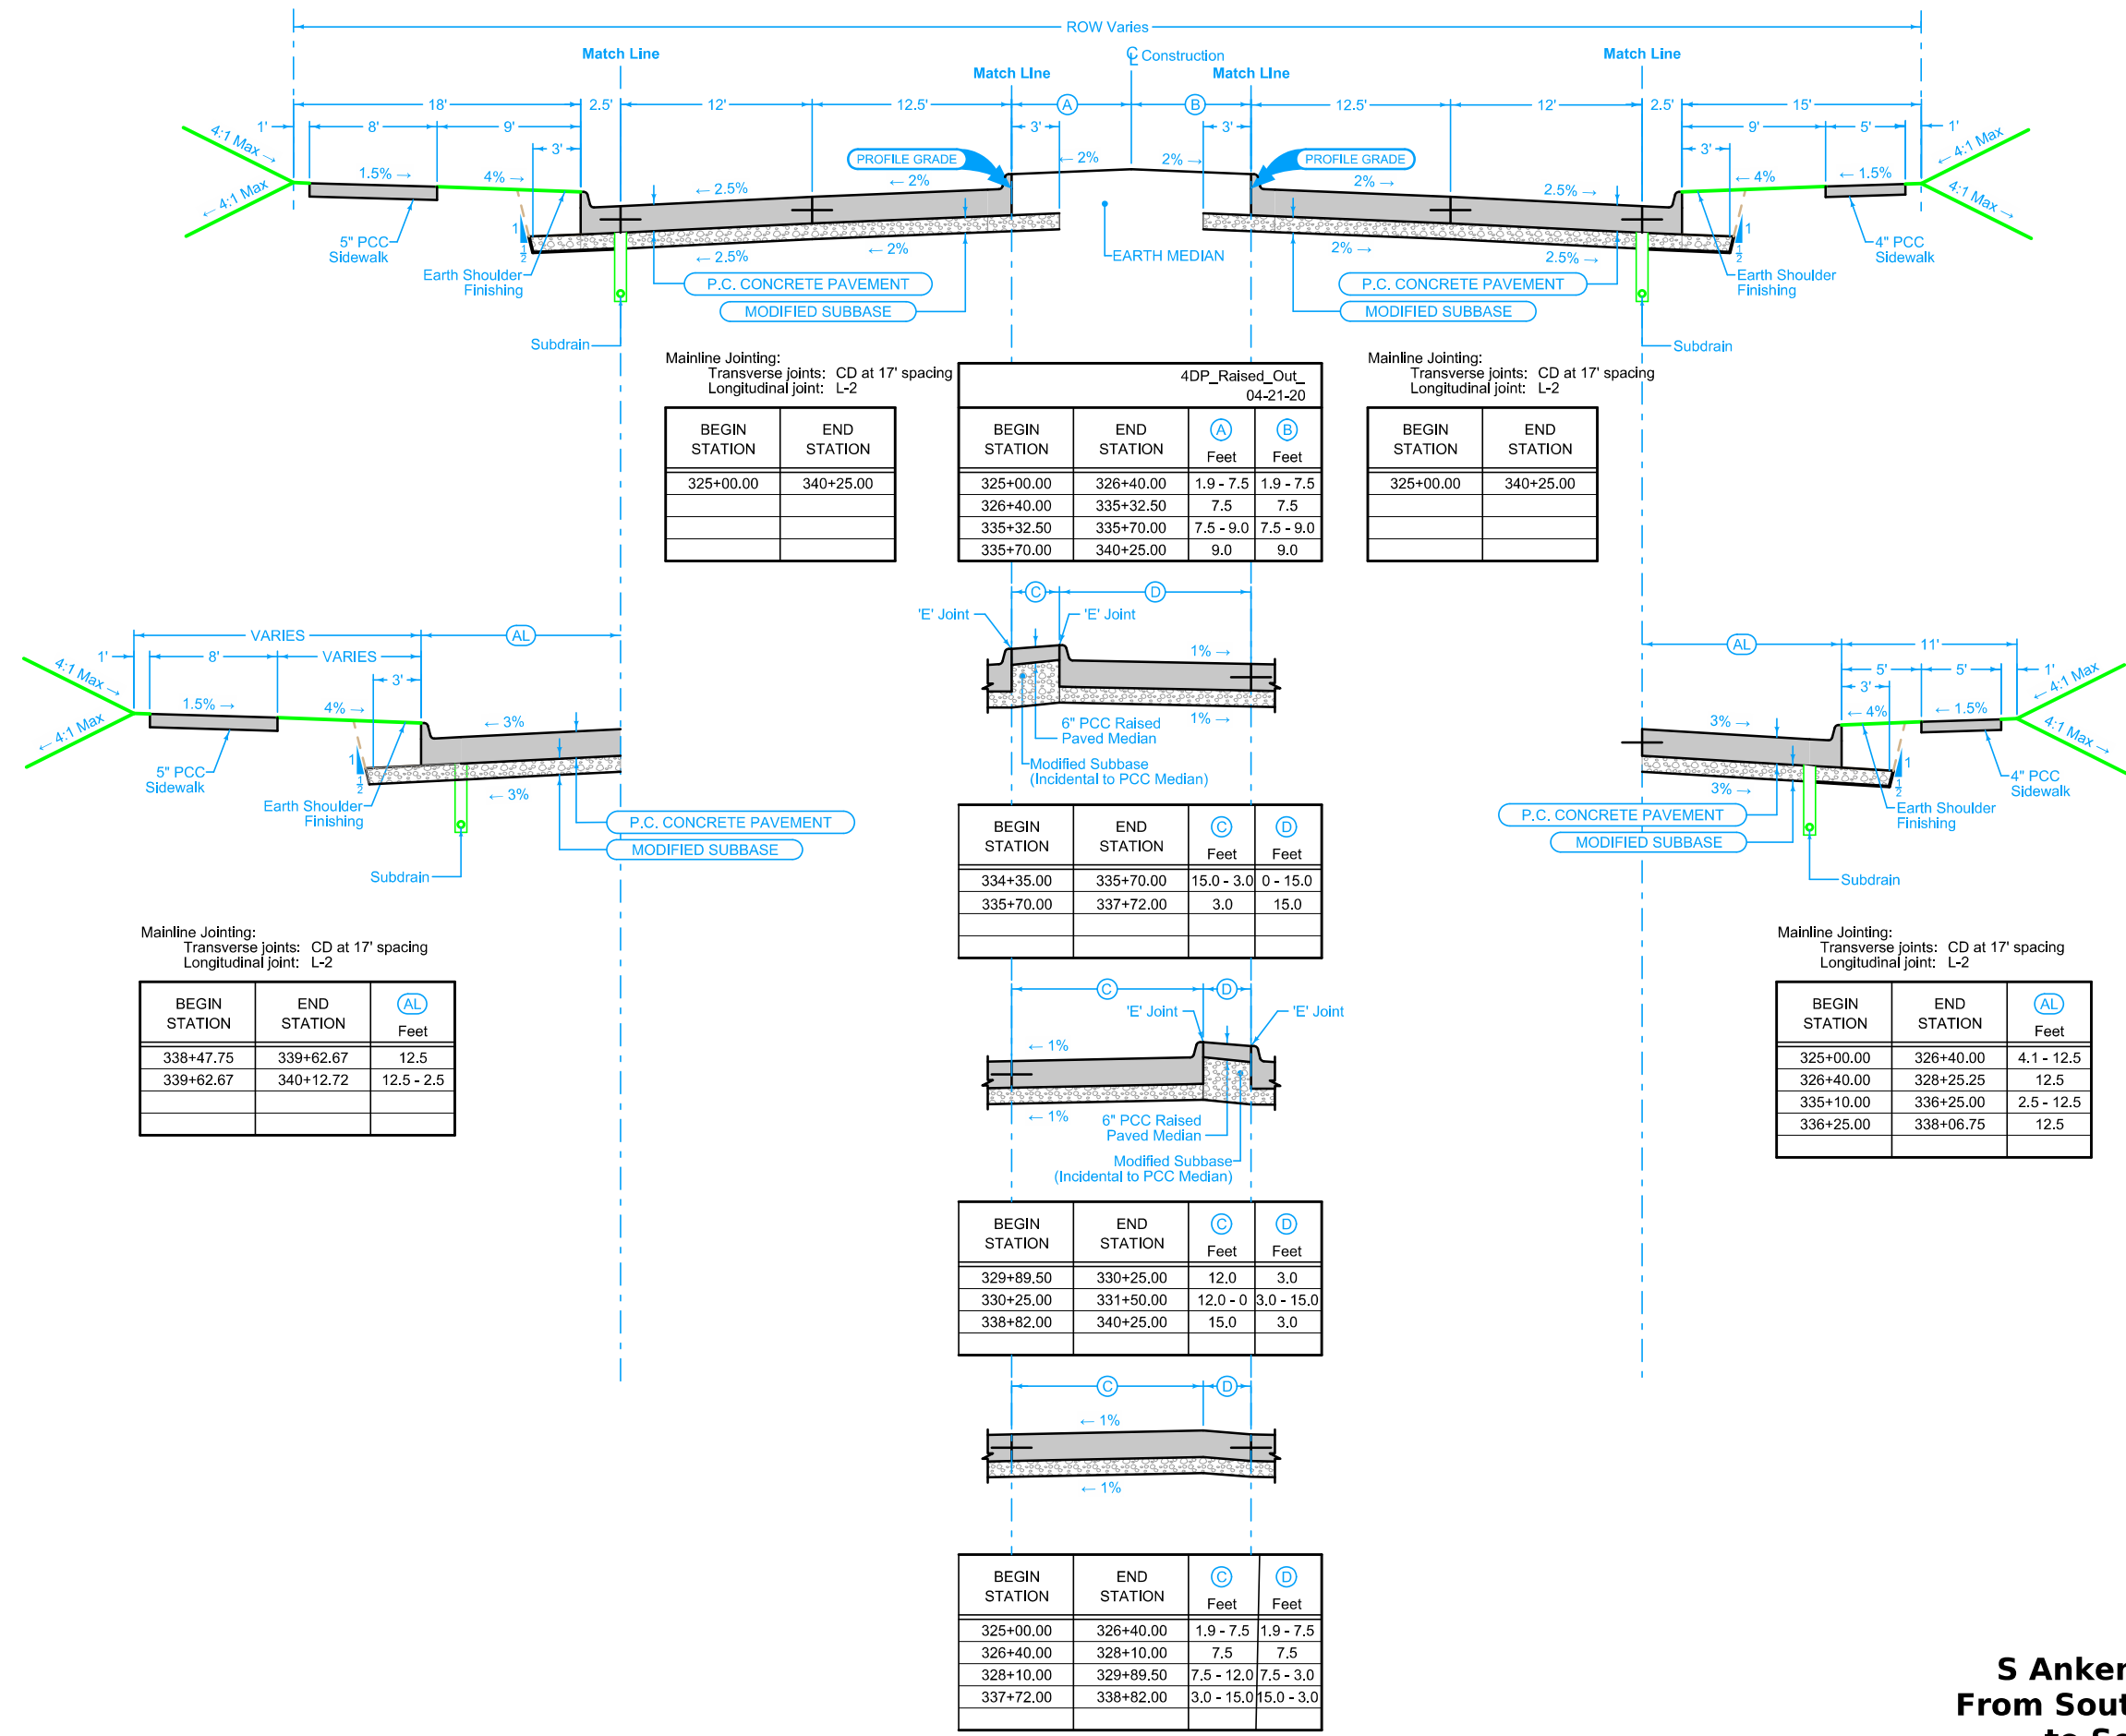 ROW Varies
Match Line
Match LIne
CL Construction
Match LIne
Match Line
18' 2.5' 12' 12.5' A B 12.5' 12' 2.5' 15'
1' 8' 9' 3' 3' 9' 5' 1'
3' 3'
4:1 Max →
← 4:1 Max
1.5% →
4% →
← 2.5%
← 2%
PROFILE GRADE
← 2%
2% →
PROFILE GRADE
2% →
2.5% →
← 4%
← 1.5%
← 4:1 Max
4:1 Max →
5" PCC
Sidewalk
1
1/2
Earth Shoulder
Finishing
← 2.5%
← 2%
P.C. CONCRETE PAVEMENT
MODIFIED SUBBASE
Subdrain
EARTH MEDIAN
2% →
2.5% →
P.C. CONCRETE PAVEMENT
MODIFIED SUBBASE
1
1/2
4" PCC
Sidewalk
Earth Shoulder
Finishing
Subdrain
Mainline Jointing:
Transverse joints: CD at 17' spacing
Longitudinal joint: L-2
BEGIN STATION END STATION
325+00.00 340+25.00
4DP_Raised_Out_
04-21-20
BEGIN STATION END STATION A Feet B Feet
325+00.00 326+40.00 1.9 - 7.5 1.9 - 7.5
326+40.00 335+32.50 7.5 7.5
335+32.50 335+70.00 7.5 - 9.0 7.5 - 9.0
335+70.00 340+25.00 9.0 9.0
Mainline Jointing:
Transverse joints: CD at 17' spacing
Longitudinal joint: L-2
BEGIN STATION END STATION
325+00.00 340+25.00
VARIES AL
1' 8' VARIES
3'
4:1 Max →
← 4:1 Max
1.5% →
4% →
← 3%
5" PCC
Sidewalk
1
1/2
Earth Shoulder
Finishing
← 3%
P.C. CONCRETE PAVEMENT
MODIFIED SUBBASE
Subdrain
Mainline Jointing:
Transverse joints: CD at 17' spacing
Longitudinal joint: L-2
BEGIN STATION END STATION AL Feet
338+47.75 339+62.67 12.5
339+62.67 340+12.72 12.5 - 2.5
C D
'E' Joint 'E' Joint
1% →
1% →
6" PCC Raised
Paved Median
Modified Subbase
(Incidental to PCC Median)
BEGIN STATION END STATION C Feet D Feet
334+35.00 335+70.00 15.0 - 3.0 0 - 15.0
335+70.00 337+72.00 3.0 15.0
C D
'E' Joint 'E' Joint
← 1%
← 1%
6" PCC Raised
Paved Median
Modified Subbase
(Incidental to PCC Median)
BEGIN STATION END STATION C Feet D Feet
329+89.50 330+25.00 12.0 3.0
330+25.00 331+50.00 12.0 - 0 3.0 - 15.0
338+82.00 340+25.00 15.0 3.0
C D
← 1%
← 1%
BEGIN STATION END STATION C Feet D Feet
325+00.00 326+40.00 1.9 - 7.5 1.9 - 7.5
326+40.00 328+10.00 7.5 7.5
328+10.00 329+89.50 7.5 - 12.0 7.5 - 3.0
337+72.00 338+82.00 3.0 - 15.0 15.0 - 3.0
AL 11'
5' 5' 1'
3'
← 4:1 Max
4:1 Max →
3% →
← 4%
← 1.5%
3% →
1
1/2
4" PCC
Sidewalk
Earth Shoulder
Finishing
P.C. CONCRETE PAVEMENT
MODIFIED SUBBASE
Subdrain
Mainline Jointing:
Transverse joints: CD at 17' spacing
Longitudinal joint: L-2
BEGIN STATION END STATION AL Feet
325+00.00 326+40.00 4.1 - 12.5
326+40.00 328+25.25 12.5
335+10.00 336+25.00 2.5 - 12.5
336+25.00 338+06.75 12.5
S Anker
From Sout